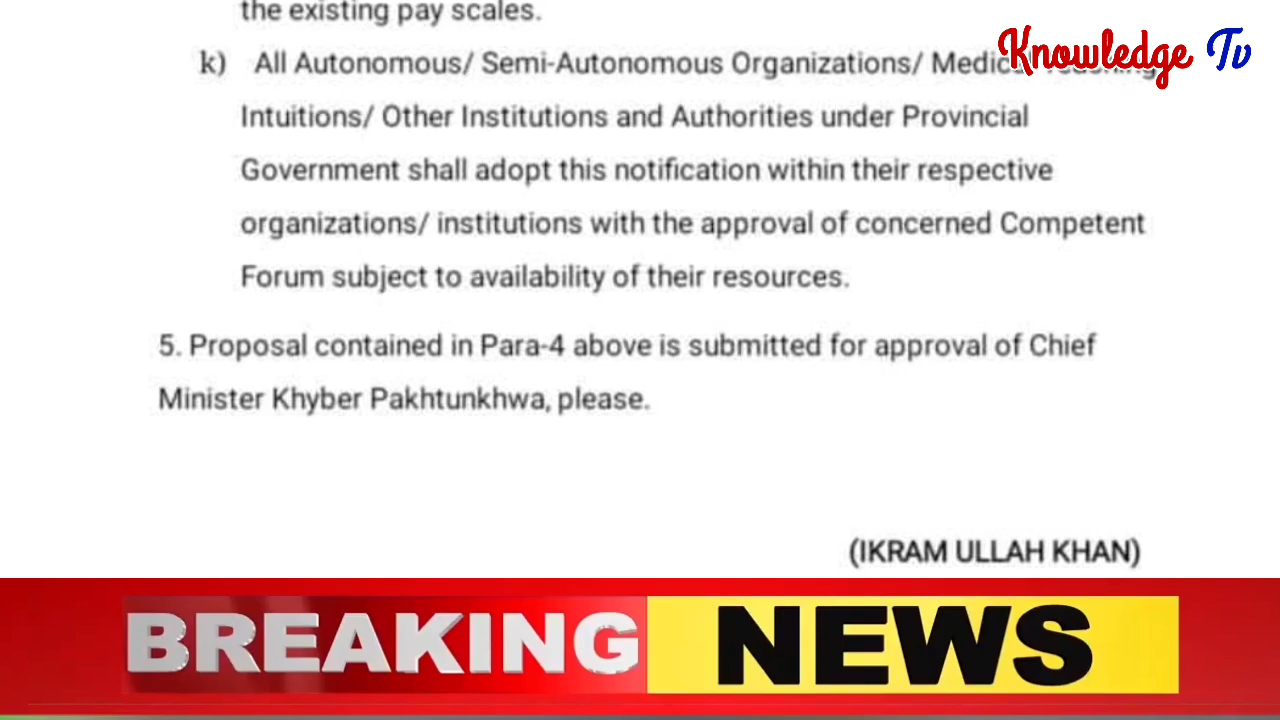 the existing pay scales.
Knowledge Tv
k) All Autonomous/ Semi-Autonomous Organizations/
Intuitions/ Other Institutions and Authorities under Provincial
Government shall adopt this notification within their respective
organizations/ institutions with the approval of concerned Competent
Forum subject to availability of their resources.
5. Proposal contained in Para-4 above is submitted for approval of Chief
Minister Khyber Pakhtunkhwa, please.
(IKRAM ULLAH KHAN)
BREAKING NEWS